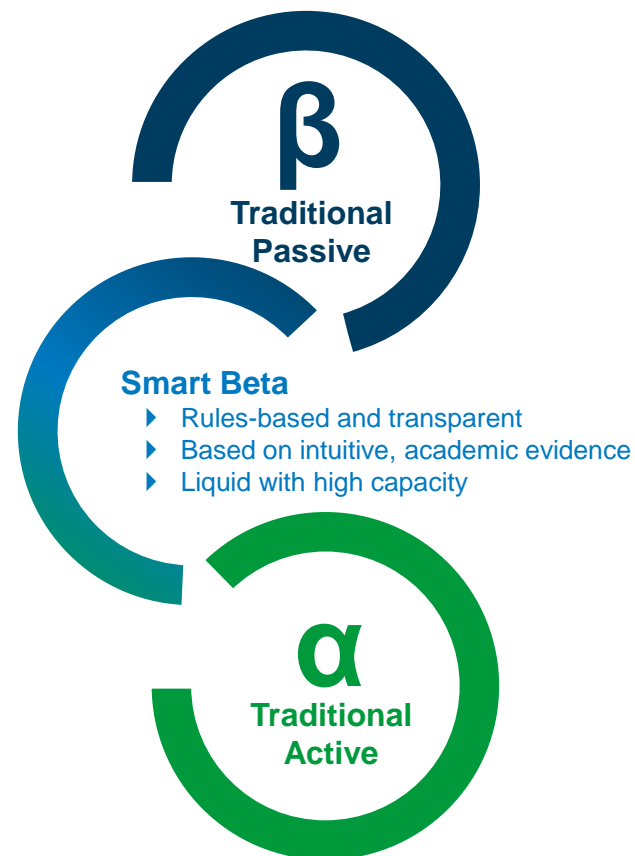 β
Traditional
Passive
Smart Beta
Rules-based and transparent
Based on intuitive, academic evidence
Liquid with high capacity
α
Traditional
Active